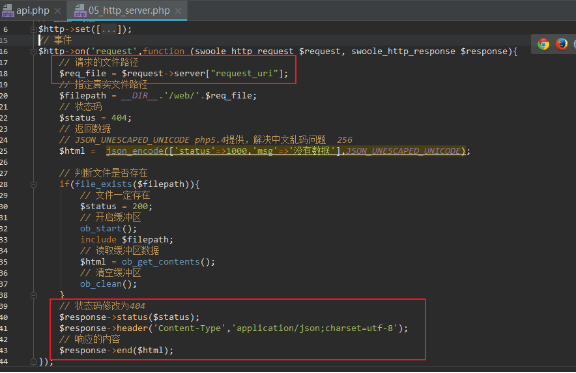 api.php × 05_http_server.php ×
6 $http->set([...]);
15 // 事件
16 $http->on('request',function (swoole_http_request $request, swoole_http_response $response){
17 // 请求的文件路径
18 $req_file = $request->server["request_uri"];
19 // 指定真实文件路径
20 $filepath = __DIR__.'/web/'.$req_file;
21 // 状态码
22 $status = 404;
23 // 返回数据
24 // JSON_UNESCAPED_UNICODE php5.4提供，解决中文乱码问题 256
25 $html = json_encode(['status'=>1000,'msg'=>'没有数据'],JSON_UNESCAPED_UNICODE);
26
27 // 判断文件是否存在
28 if(file_exists($filepath)){
29 // 文件一定存在
30 $status = 200;
31 // 开启缓冲区
32 ob_start();
33 include $filepath;
34 // 读取缓冲区数据
35 $html = ob_get_contents();
36 // 清空缓冲区
37 ob_clean();
38 }
39 // 状态码修改为404
40 $response->status($status);
41 $response->header('Content-Type','application/json;charset=utf-8');
42 // 响应的内容
43 $response->end($html);
44 });